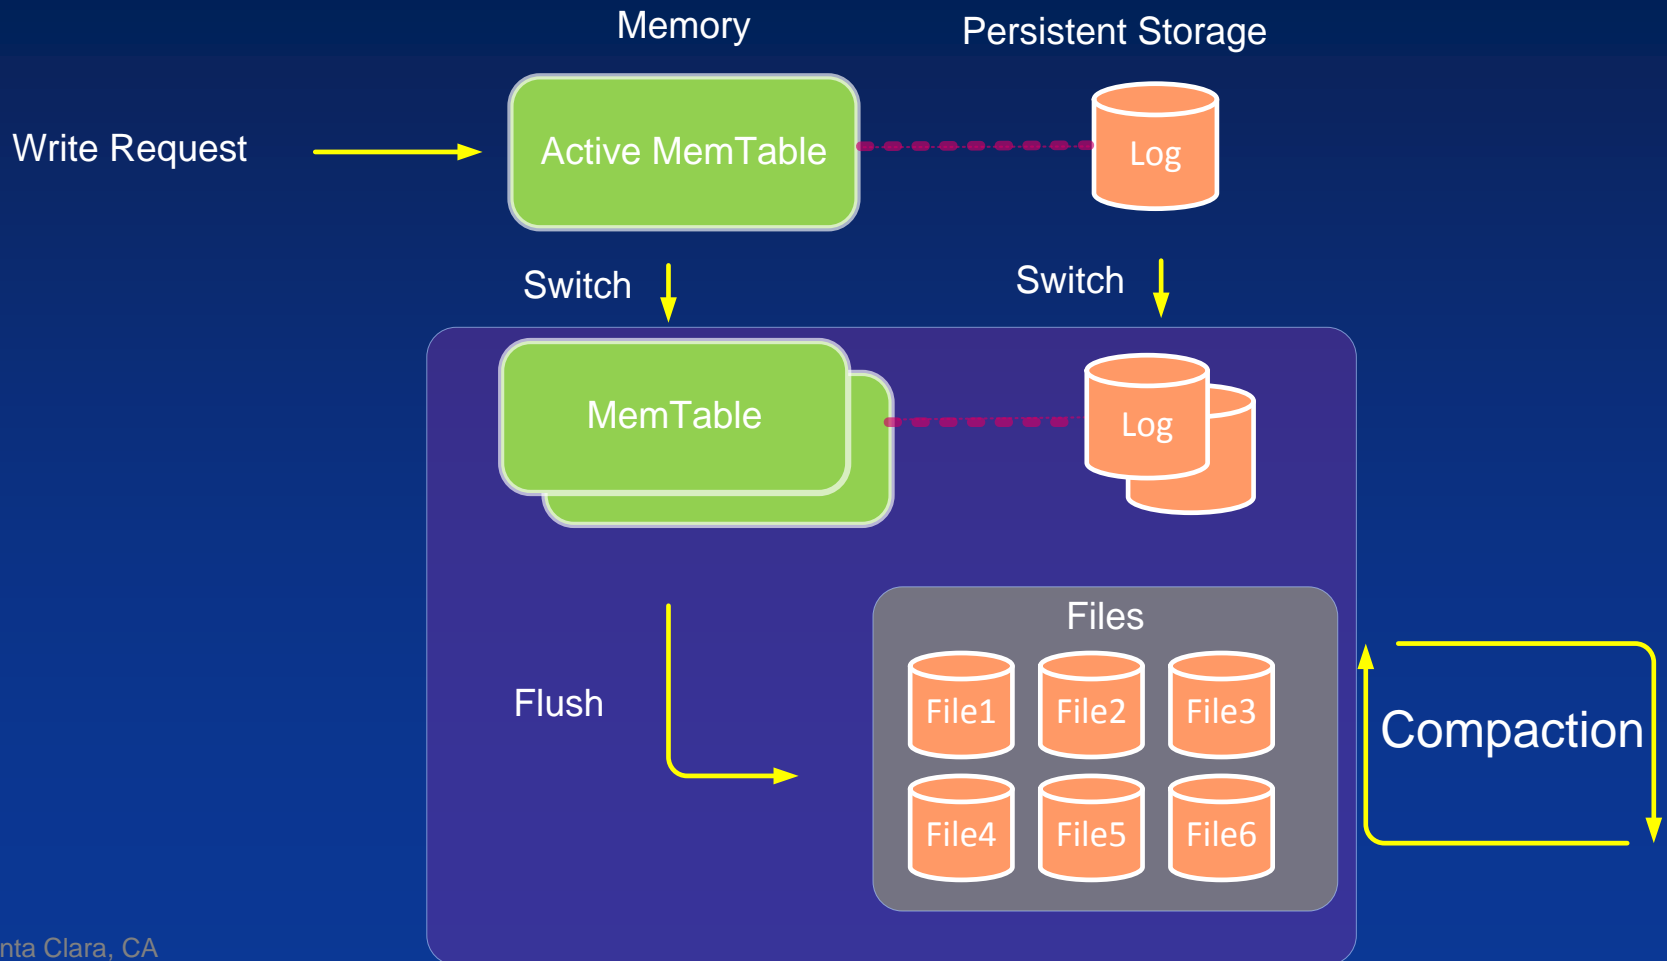 Memory
Persistent Storage
Write Request
Active MemTable
Log
Switch
Switch
MemTable
Log
Files
Flush
File1
File2
File3
Compaction
File4
File5
File6
Clara, CA